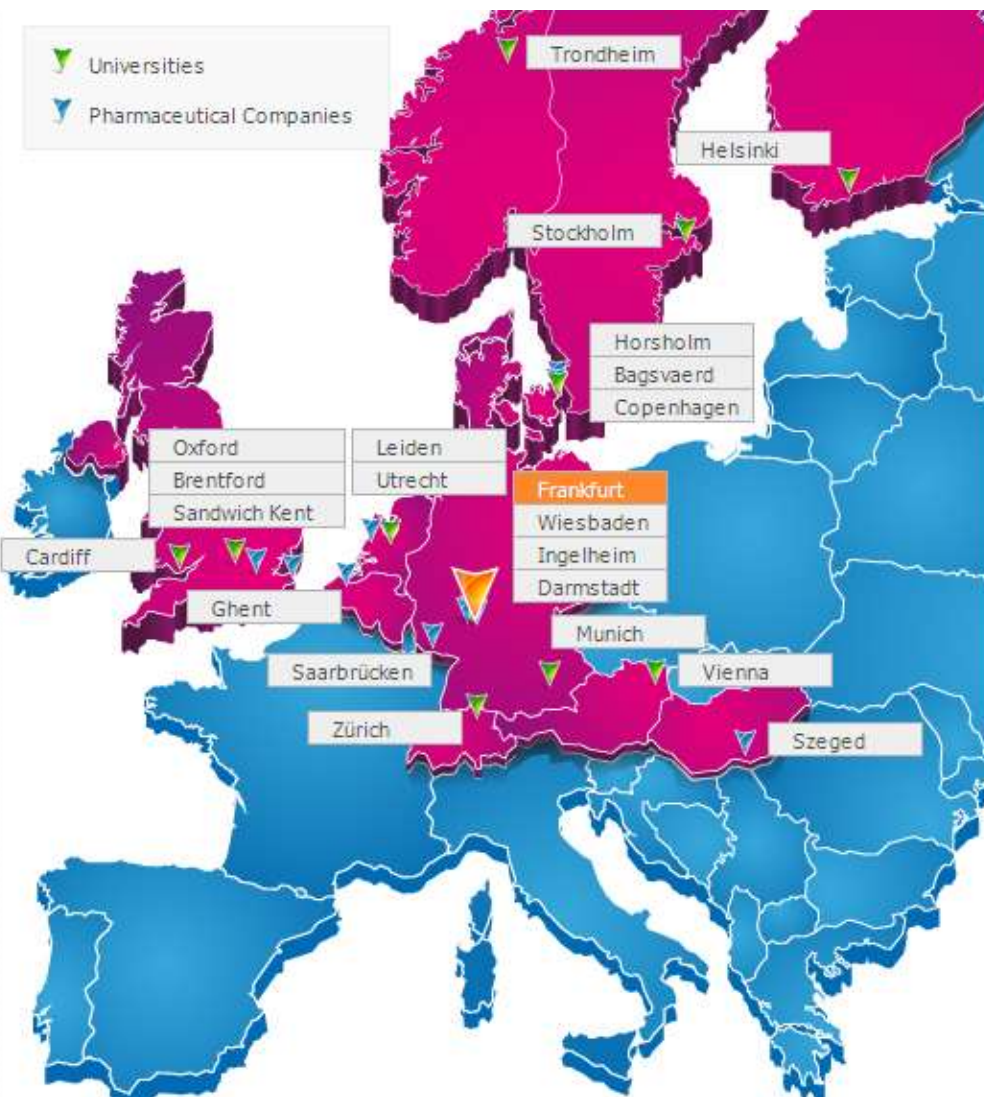 Universities
Pharmaceutical Companies
Trondheim
Helsinki
Stockholm
Horsholm
Bagsvaerd
Copenhagen
Oxford
Brentford
Sandwich Kent
Leiden
Utrecht
Frankfurt
Wiesbaden
Ingelheim
Darmstadt
Cardiff
Ghent
Munich
Saarbrücken
Vienna
Zürich
Szeged